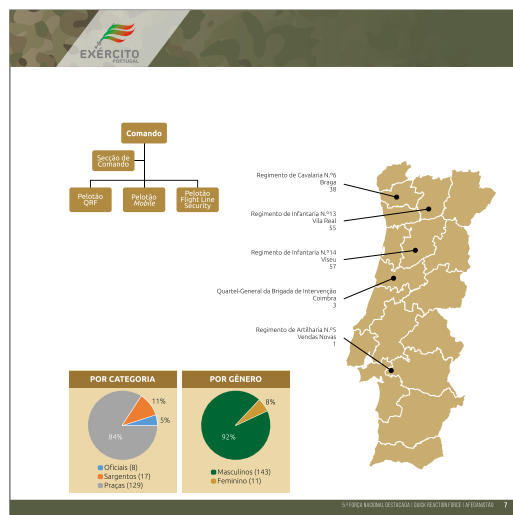 EXÉRCITO
PORTUGAL
Comando
Secção de
Comando
Pelotão
QRF
Pelotão
Mobile
Pelotão
Flight Line
Security
Regimento de Cavalaria N.º6
Braga
38
Regimento de Infantaria N.º13
Vila Real
55
Regimento de Infantaria N.º14
Viseu
57
Quartel-General da Brigada de Intervenção
Coimbra
3
Regimento de Artilharia N.º5
Vendas Novas
1
POR CATEGORIA
11%
5%
84%
Oficiais (8)
Sargentos (17)
Praças (129)
POR GÉNERO
8%
92%
Masculinos (143)
Feminino (11)
5.ª FORÇA NACIONAL DESTACADA | QUICK REACTION FORCE | AFEGANISTÃO 7